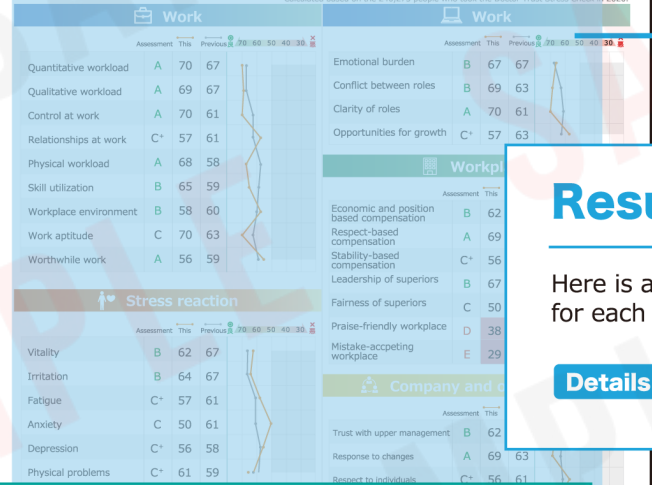 Work
Assessment This Previous 70 60 50 40 30
Quantitative workload A 70 67
Qualitative workload A 69 67
Control at work A 70 61
Relationships at work C+ 57 61
Physical workload A 68 58
Skill utilization B 65 59
Workplace environment B 58 60
Work aptitude C 70 63
Worthwhile work A 56 59
Stress reaction
Assessment This Previous 70 60 50 40 30
Vitality B 62 67
Irritation B 64 67
Fatigue C+ 57 61
Anxiety C 50 61
Depression C+ 56 58
Physical problems C+ 61 59
Work
Assessment This Previous 70 60 50 40 30
Emotional burden B 67 67
Conflict between roles B 69 63
Clarity of roles A 70 61
Opportunities for growth C+ 57 63
Workpl
Assessment This
Economic and position
based compensation B 62
Respect-based
compensation A 69
Stability-based
compensation C+ 56
Leadership of superiors B 67
Fairness of superiors C 50
Praise-friendly workplace D 38
Mistake-accpeting
workplace E 29
Company and
Assessment This
Trust with upper management B 62
Response to changes A 69 63
Respect to individuals C+ 56 61
Resu
Here is a
for each
Details